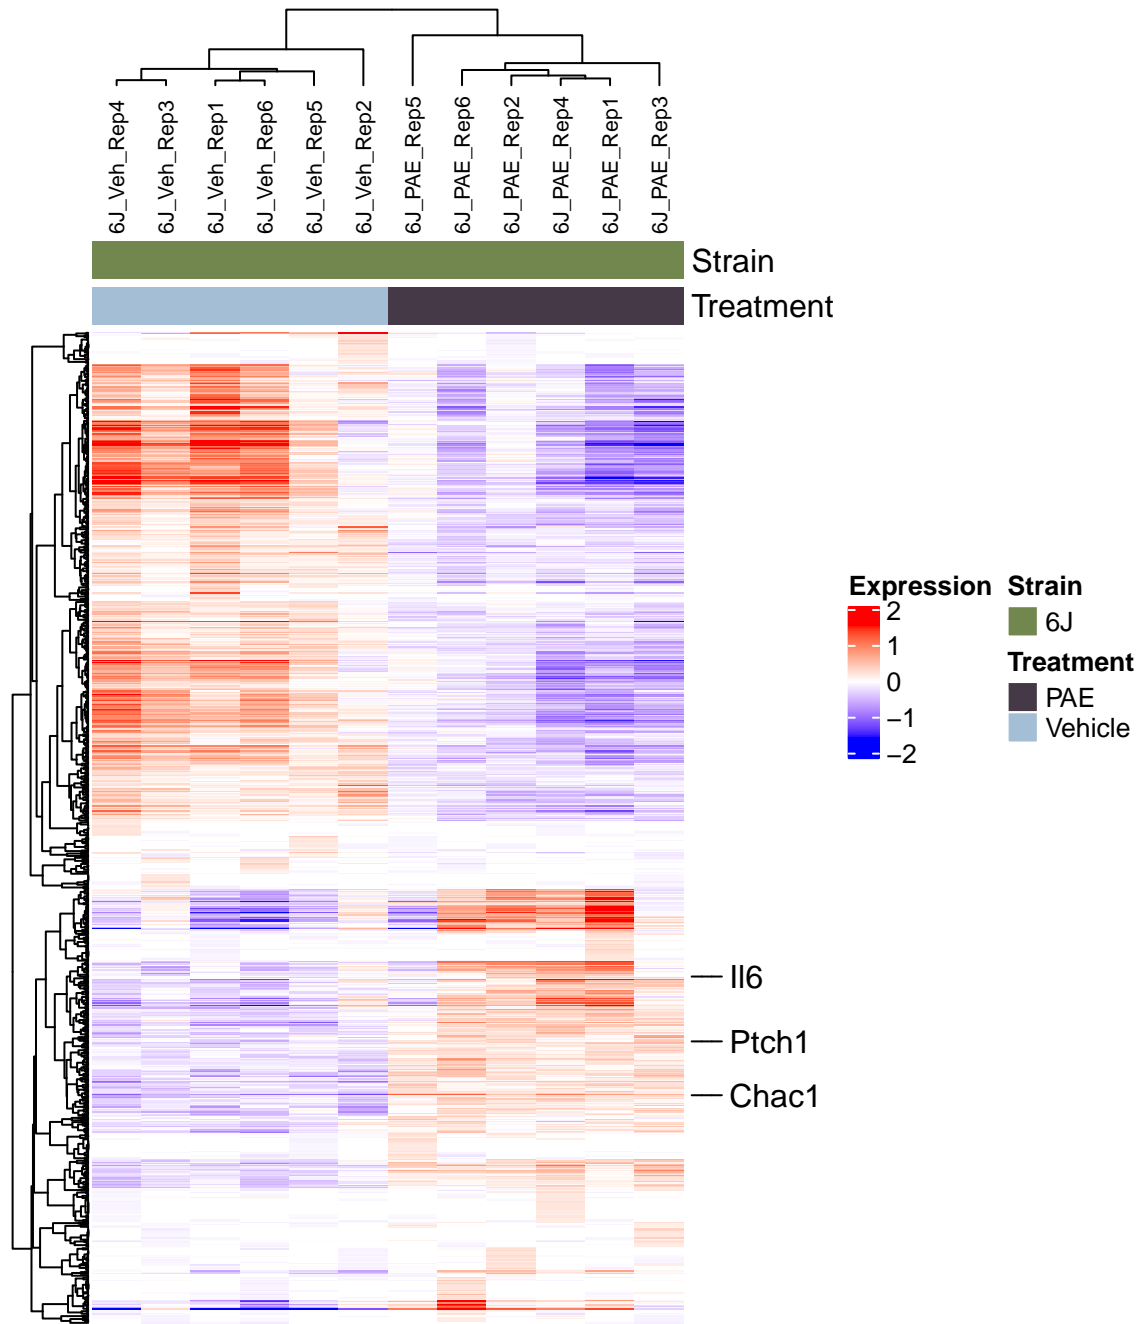 6J_Veh_Rep4
6J_Veh_Rep3
6J_Veh_Rep1
6J_Veh_Rep6
6J_Veh_Rep5
6J_Veh_Rep2
6J_PAE_Rep5
6J_PAE_Rep6
6J_PAE_Rep2
6J_PAE_Rep4
6J_PAE_Rep1
6J_PAE_Rep3
Strain
Treatment
Il6
Ptch1
Chac1
Expression
2
1
0
−1
−2
Strain
6J
Treatment
PAE
Vehicle